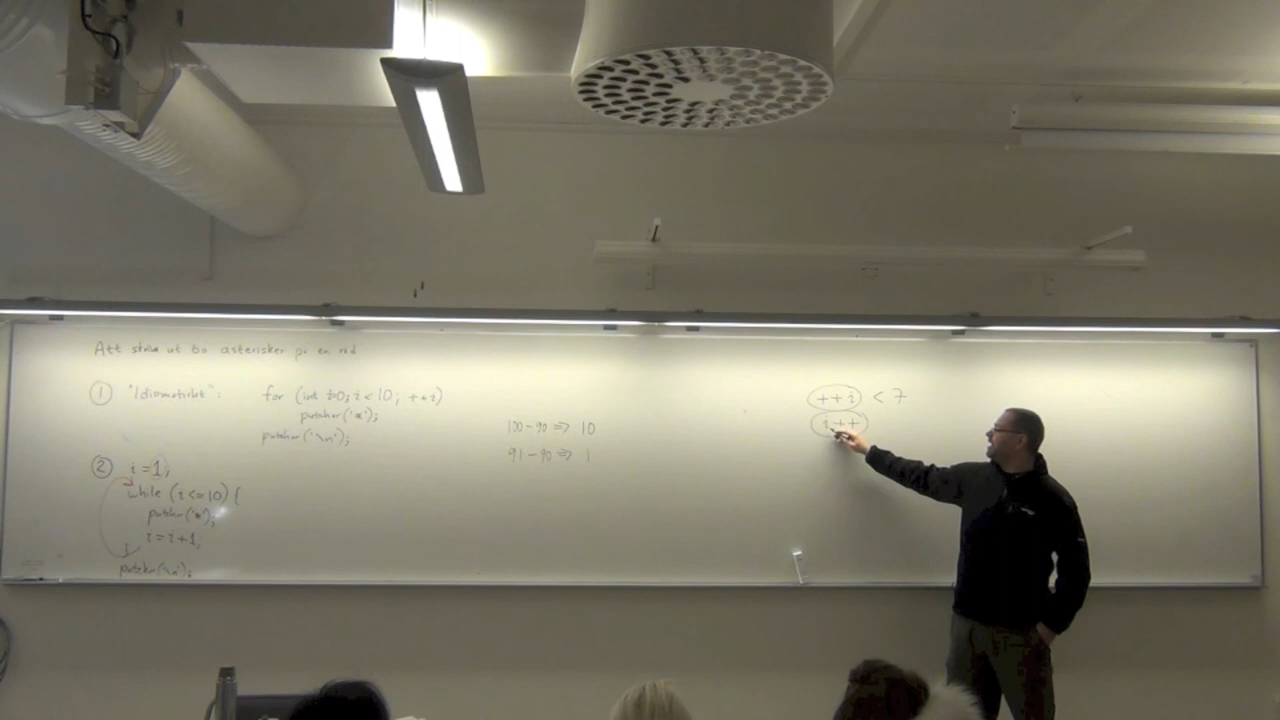 Att skriva ut tio asterisker på en rad
① "Idiomatiskt": for (int i=0; i < 10; ++i)
putchar('*');
putchar('\n');
② i = 1;
while (i <= 10) {
putchar('*');
i = i + 1;
}
putchar('\n');
100 - 90 => 10
91 - 90 => 1
++i < 7
i++